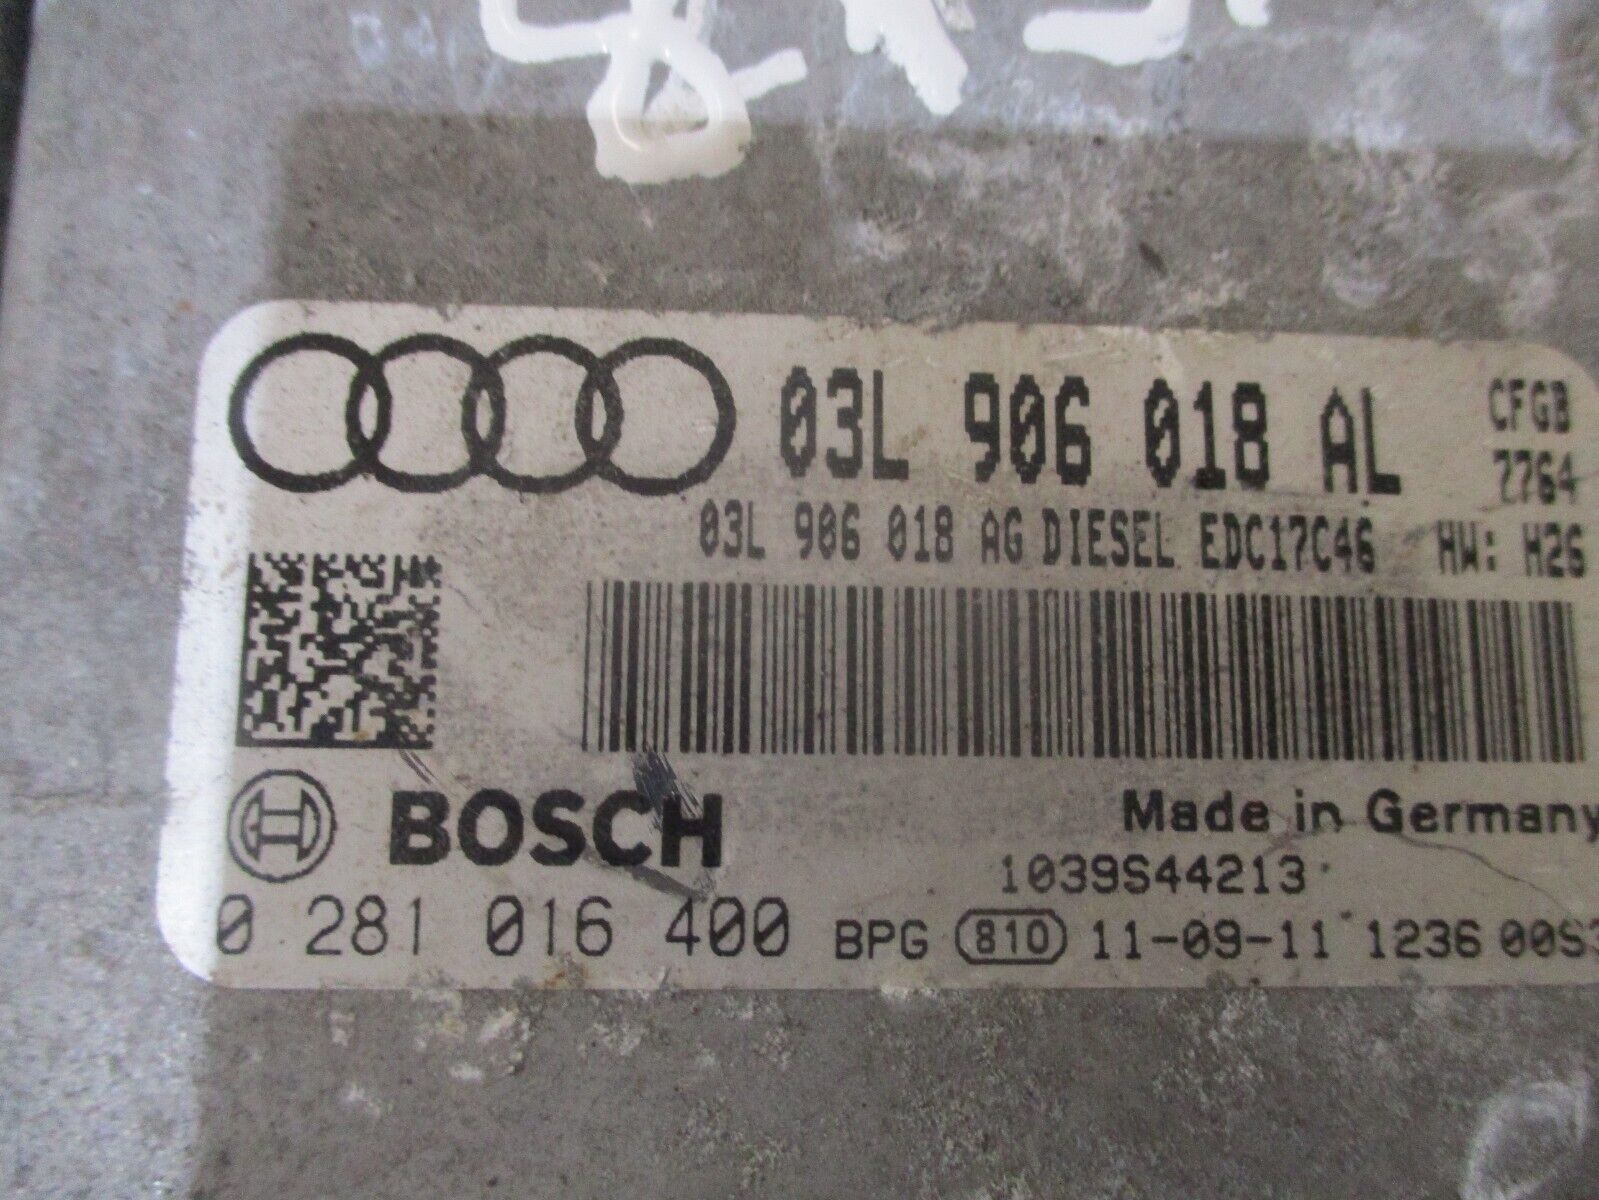 03L 906 018 AL CFGB
7764
03L 906 018 AG DIESEL EDC17C46 HW: H26
BOSCH
Made in Germany
1039S44213
0 281 016 400 BPG 810 11-09-11 1236